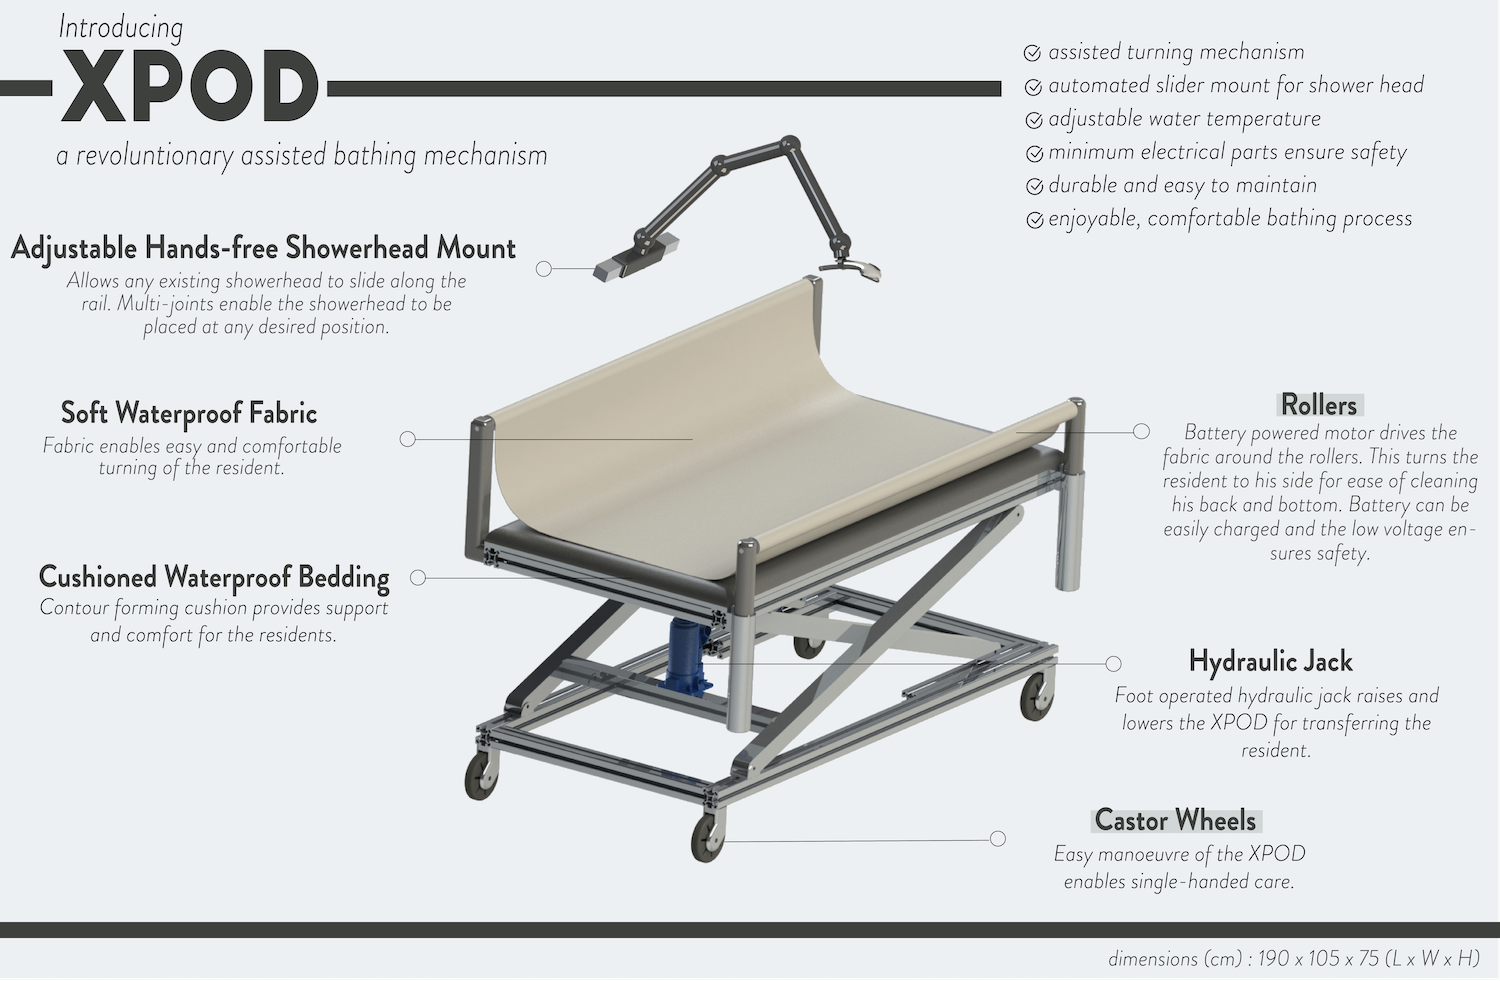 Introducing
XPOD
a revoluntionary assisted bathing mechanism
assisted turning mechanism
automated slider mount for shower head
adjustable water temperature
minimum electrical parts ensure safety
durable and easy to maintain
enjoyable, comfortable bathing process
Adjustable Hands-free Showerhead Mount
Allows any existing showerhead to slide along the
rail. Multi-joints enable the showerhead to be
placed at any desired position.
Soft Waterproof Fabric
Fabric enables easy and comfortable
turning of the resident.
Cushioned Waterproof Bedding
Contour forming cushion provides support
and comfort for the residents.
Rollers
Battery powered motor drives the
fabric around the rollers. This turns the
resident to his side for ease of cleaning
his back and bottom. Battery can be
easily charged and the low voltage en-
sures safety.
Hydraulic Jack
Foot operated hydraulic jack raises and
lowers the XPOD for transferring the
resident.
Castor Wheels
Easy manoeuvre of the XPOD
enables single-handed care.
dimensions (cm) : 190 x 105 x 75 (L x W x H)